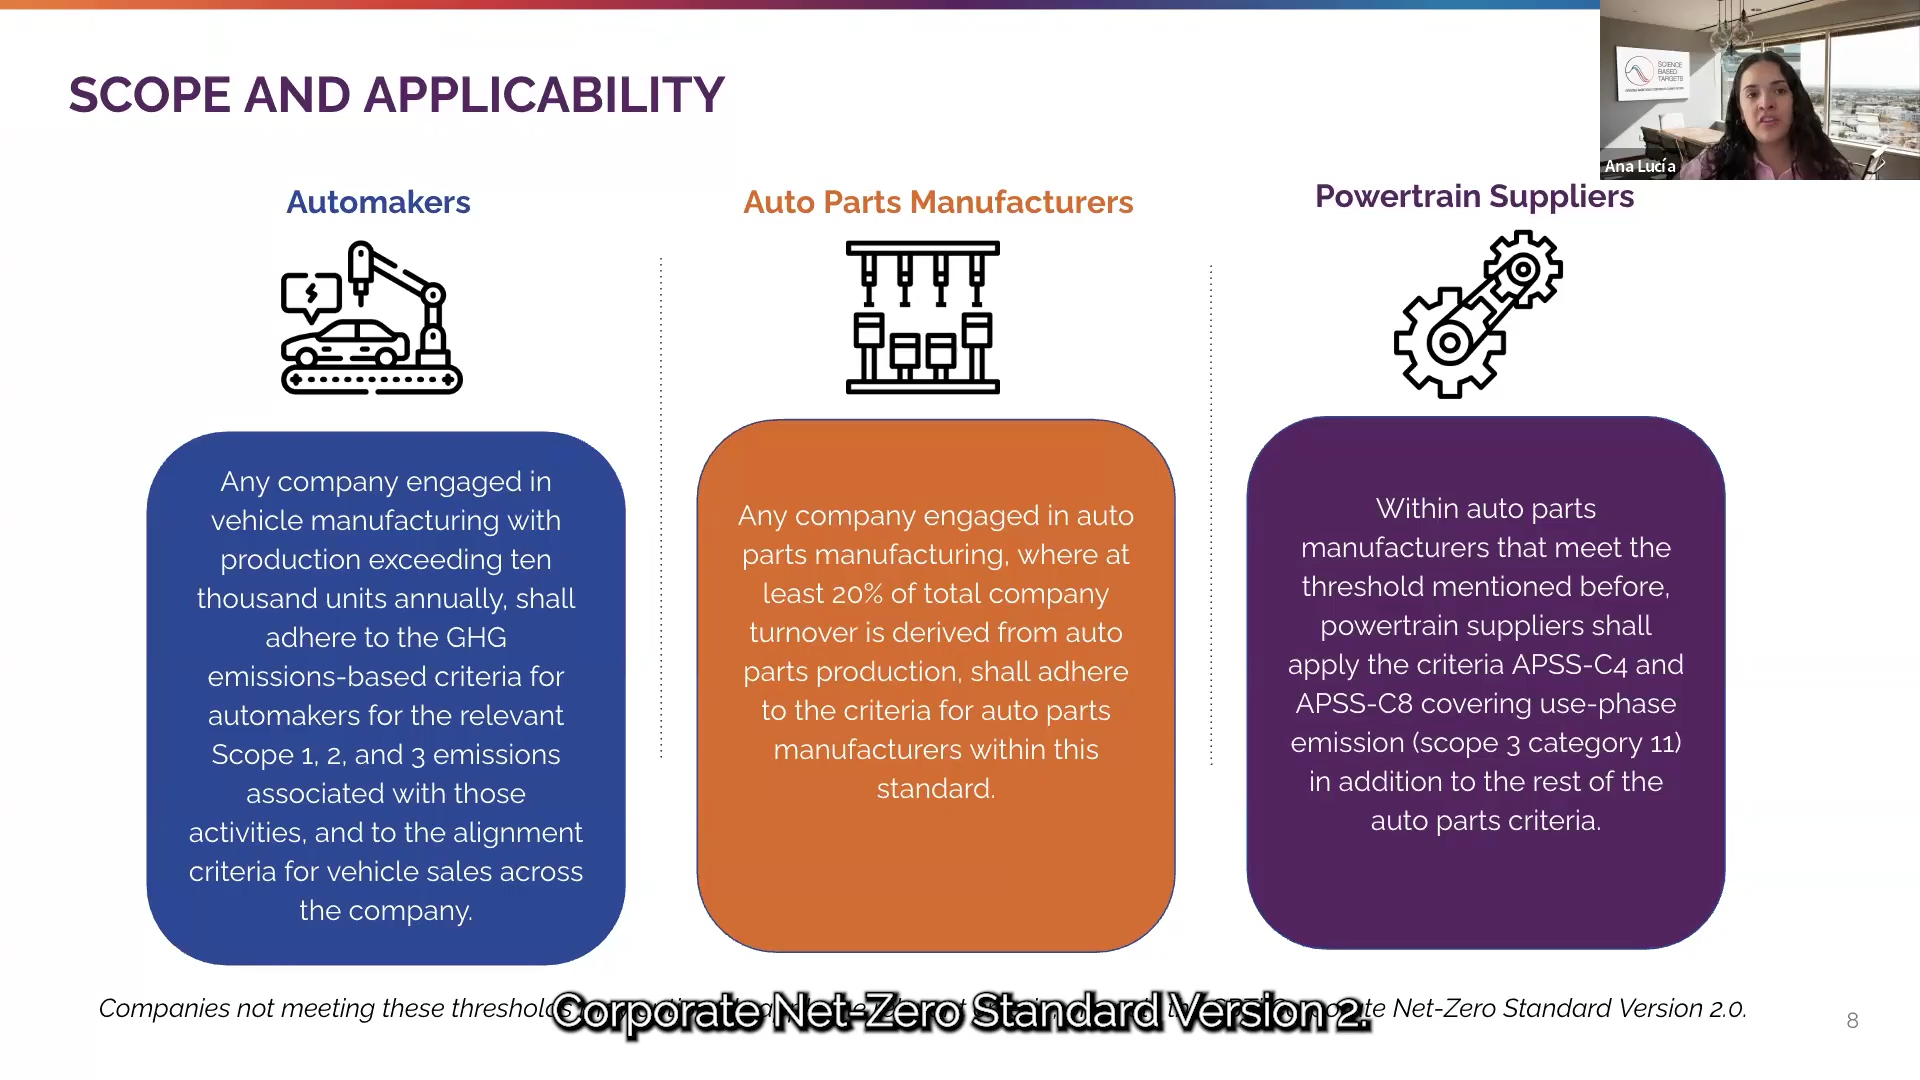 SCOPE AND APPLICABILITY
SCIENCE
BASED
TARGETS
Ana Lucía
Automakers
Any company engaged in
vehicle manufacturing with
production exceeding ten
thousand units annually, shall
adhere to the GHG
emissions-based criteria for
automakers for the relevant
Scope 1, 2, and 3 emissions
associated with those
activities, and to the alignment
criteria for vehicle sales across
the company.
Auto Parts Manufacturers
Any company engaged in auto
parts manufacturing, where at
least 20% of total company
turnover is derived from auto
parts production, shall adhere
to the criteria for auto parts
manufacturers within this
standard.
Powertrain Suppliers
Within auto parts
manufacturers that meet the
threshold mentioned before,
powertrain suppliers shall
apply the criteria APSS-C4 and
APSS-C8 covering use-phase
emission (scope 3 category 11)
in addition to the rest of the
auto parts criteria.
Companies not meeting these Net-Zero Standard Version 2.0.
Corporate Net-Zero Standard Version 2.
8